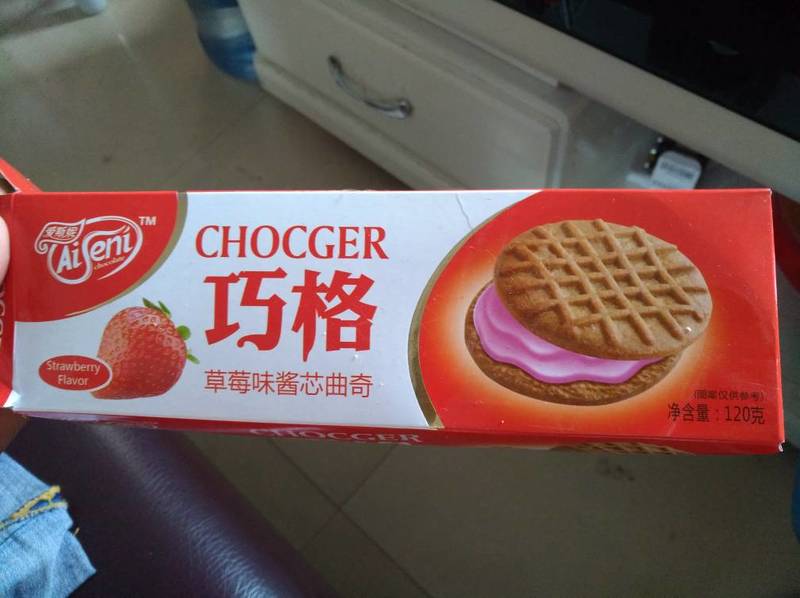 爱斯妮
AiSeni
TM
chocolate
CHOCGER
巧格
草莓味酱芯曲奇
Strawberry
Flavor
(图案仅供参考)
净含量：120克
CHOCGER